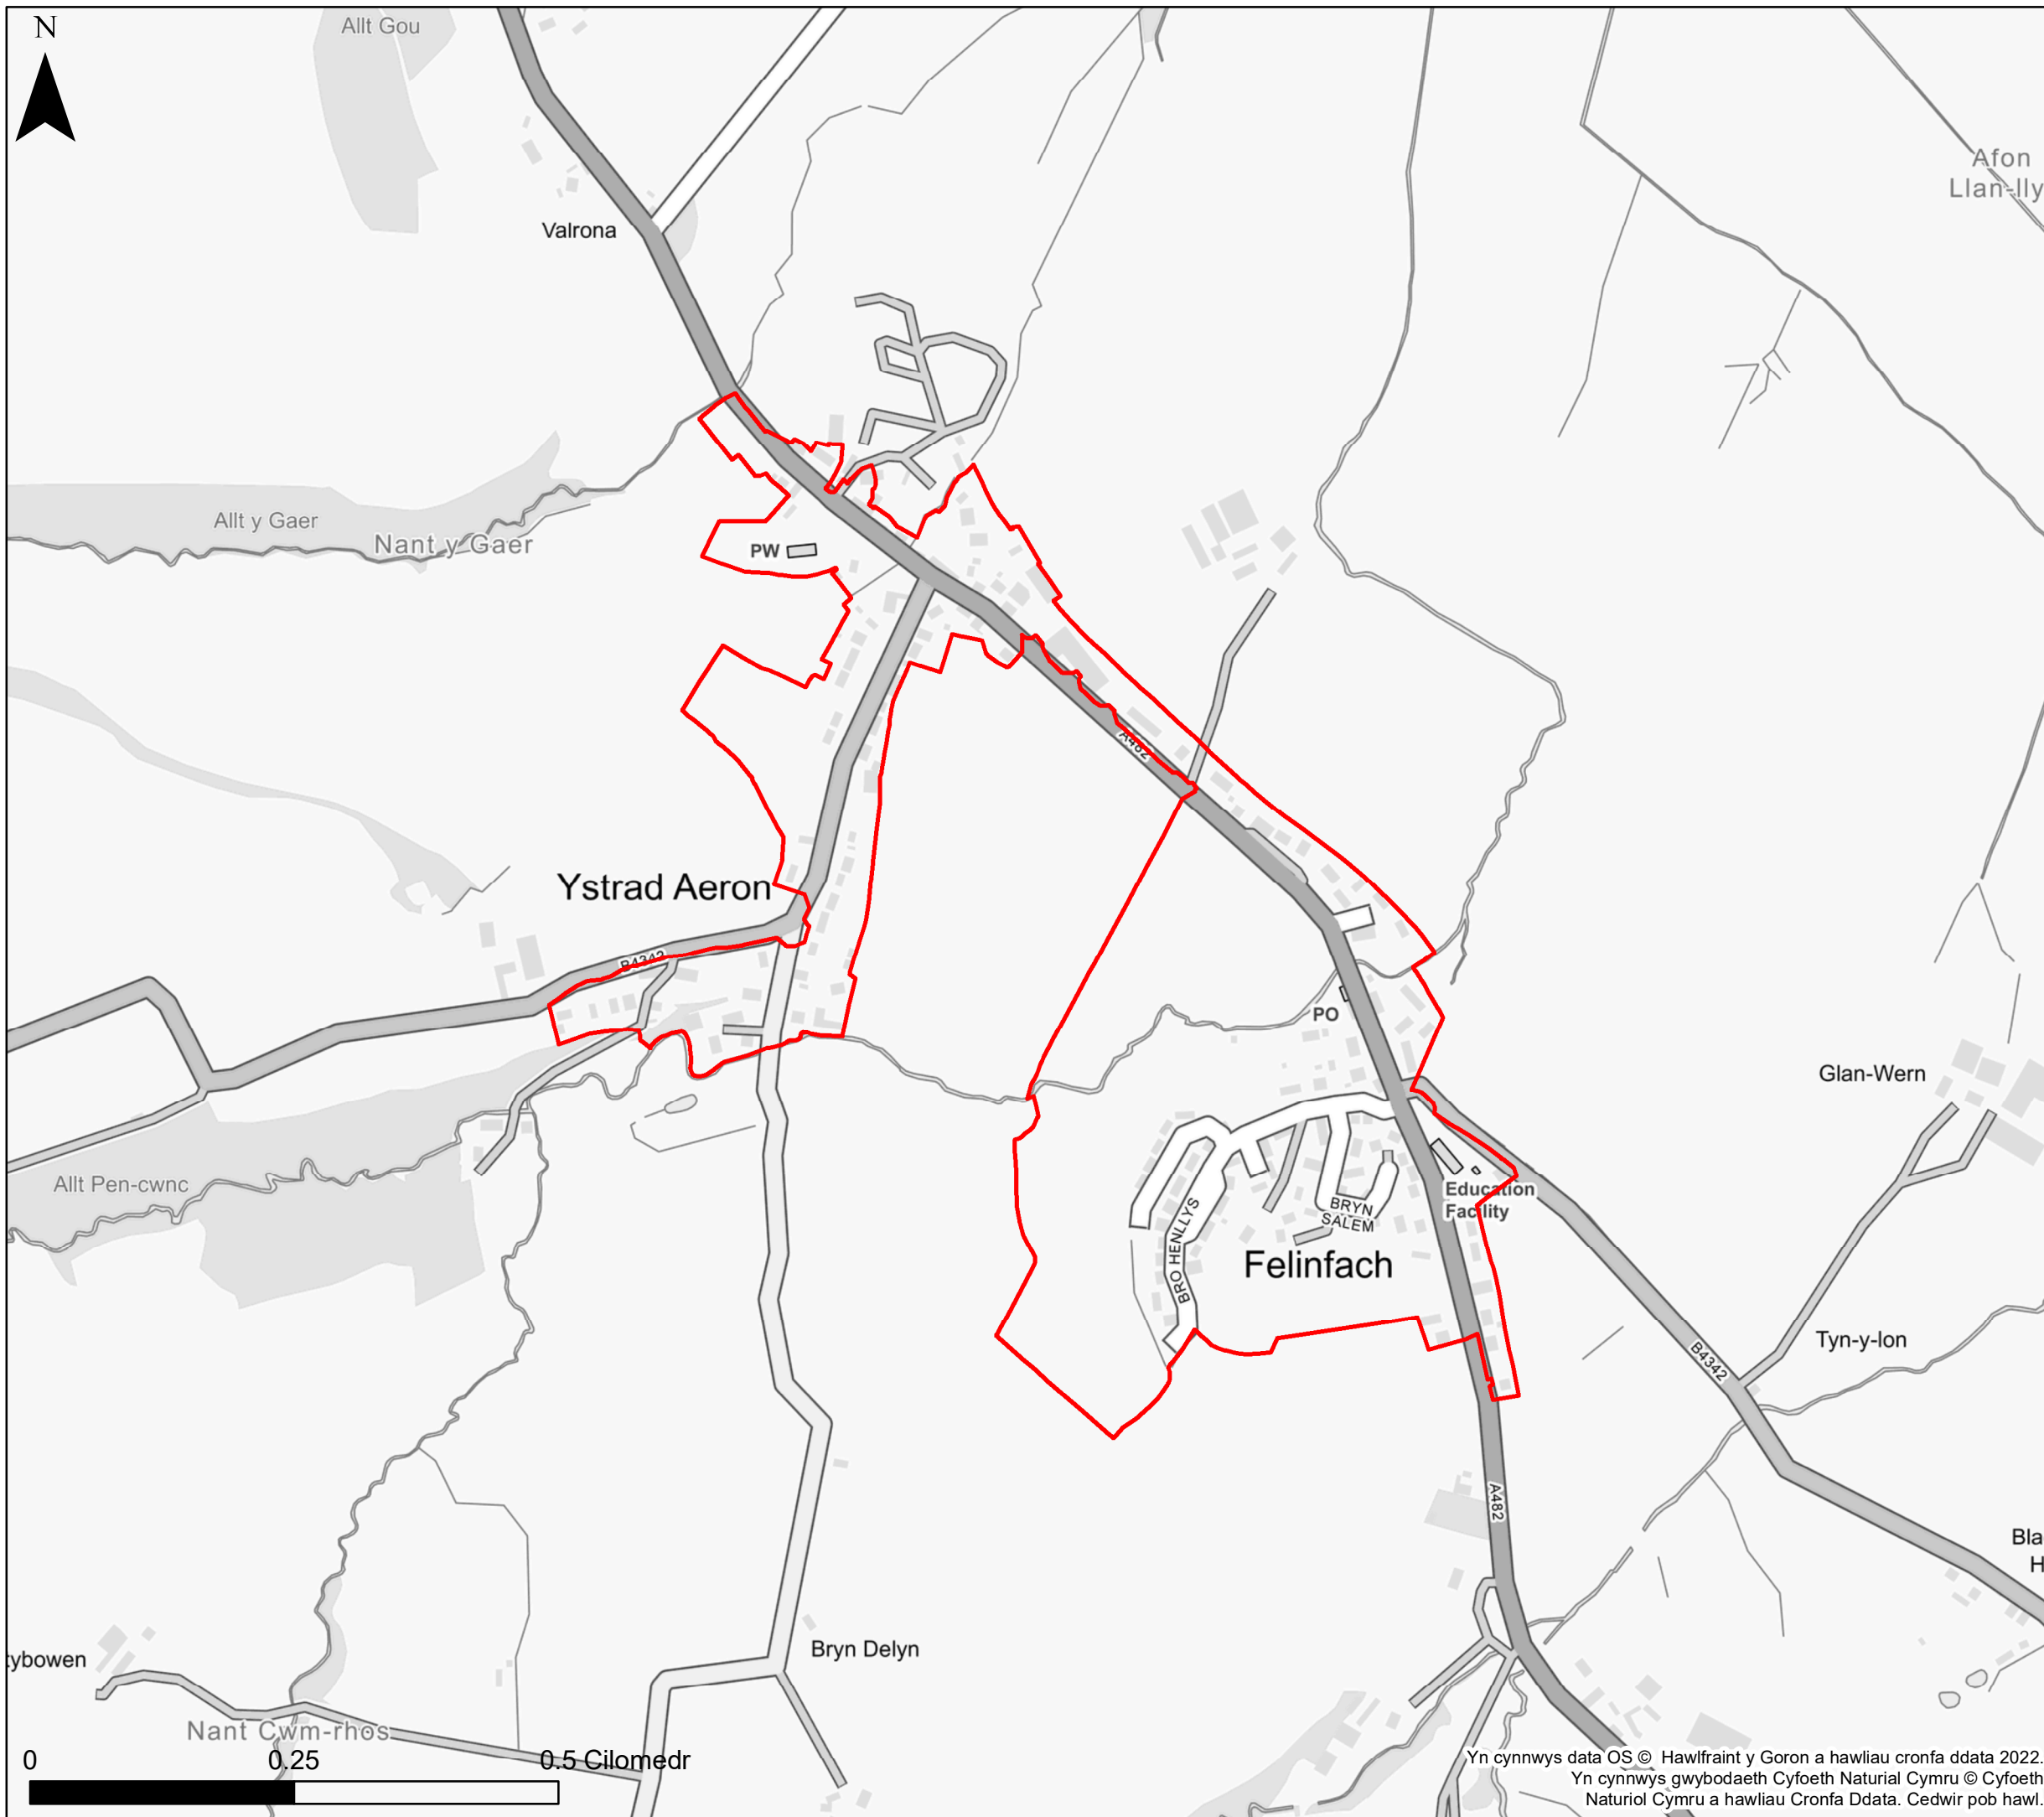 N
Allt Gou
Afon
Llan-lly
Valrona
Allt y Gaer
Nant y Gaer
PW
A482
Ystrad Aeron
B4342
PO
Glan-Wern
Allt Pen-cwnc
Education
Facility
BRYN
SALEM
BRO HENLLYS
Felinfach
Tyn-y-lon
B4342
A482
Bla
H
Bryn Delyn
tybowen
Nant Cwm-rhos
0
0.25
0.5 Cilomedr
Yn cynnwys data OS © Hawlfraint y Goron a hawliau cronfa ddata 2022.
Yn cynnwys gwybodaeth Cyfoeth Naturial Cymru © Cyfoeth
Naturiol Cymru a hawliau Cronfa Ddata. Cedwir pob hawl.